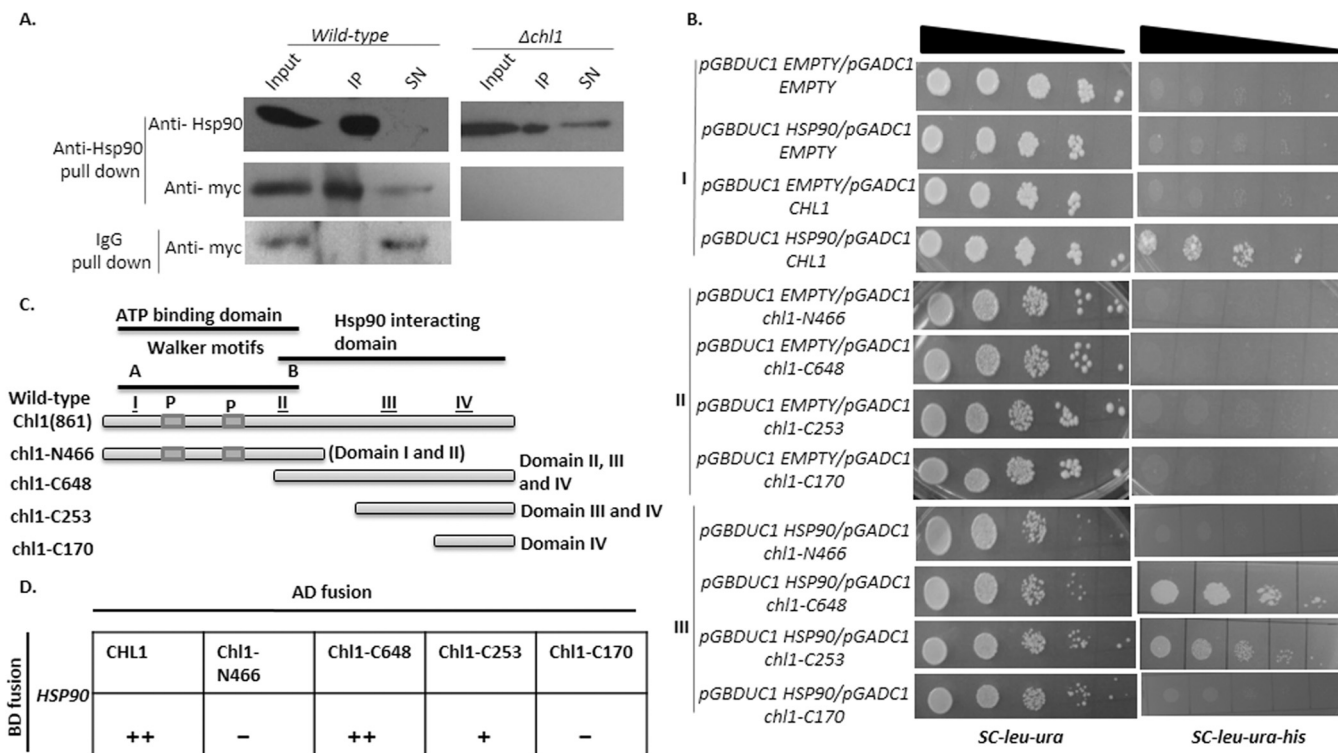 A.
Wild-type
Δchl1
Input
IP
SN
Input
IP
SN
Anti-Hsp90
pull down
Anti- Hsp90
Anti- myc
IgG
pull down
Anti- myc
B.
I
pGBDUC1 EMPTY/pGADC1
EMPTY
pGBDUC1 HSP90/pGADC1
EMPTY
pGBDUC1 EMPTY/pGADC1
CHL1
pGBDUC1 HSP90/pGADC1
CHL1
II
pGBDUC1 EMPTY/pGADC1
chl1-N466
pGBDUC1 EMPTY/pGADC1
chl1-C648
pGBDUC1 EMPTY/pGADC1
chl1-C253
pGBDUC1 EMPTY/pGADC1
chl1-C170
III
pGBDUC1 HSP90/pGADC1
chl1-N466
pGBDUC1 HSP90/pGADC1
chl1-C648
pGBDUC1 HSP90/pGADC1
chl1-C253
pGBDUC1 HSP90/pGADC1
chl1-C170
SC-leu-ura
SC-leu-ura-his
C.
ATP binding domain
Hsp90 interacting
domain
Walker motifs
A B
I P P II III IV
Wild-type
Chl1(861)
chl1-N466 (Domain I and II)
chl1-C648 Domain II, III
and IV
chl1-C253 Domain III and IV
chl1-C170 Domain IV
D.
AD fusion
BD fusion
HSP90
CHL1 Chl1- Chl1-C648 Chl1-C253 Chl1-C170
N466
++ – ++ + –